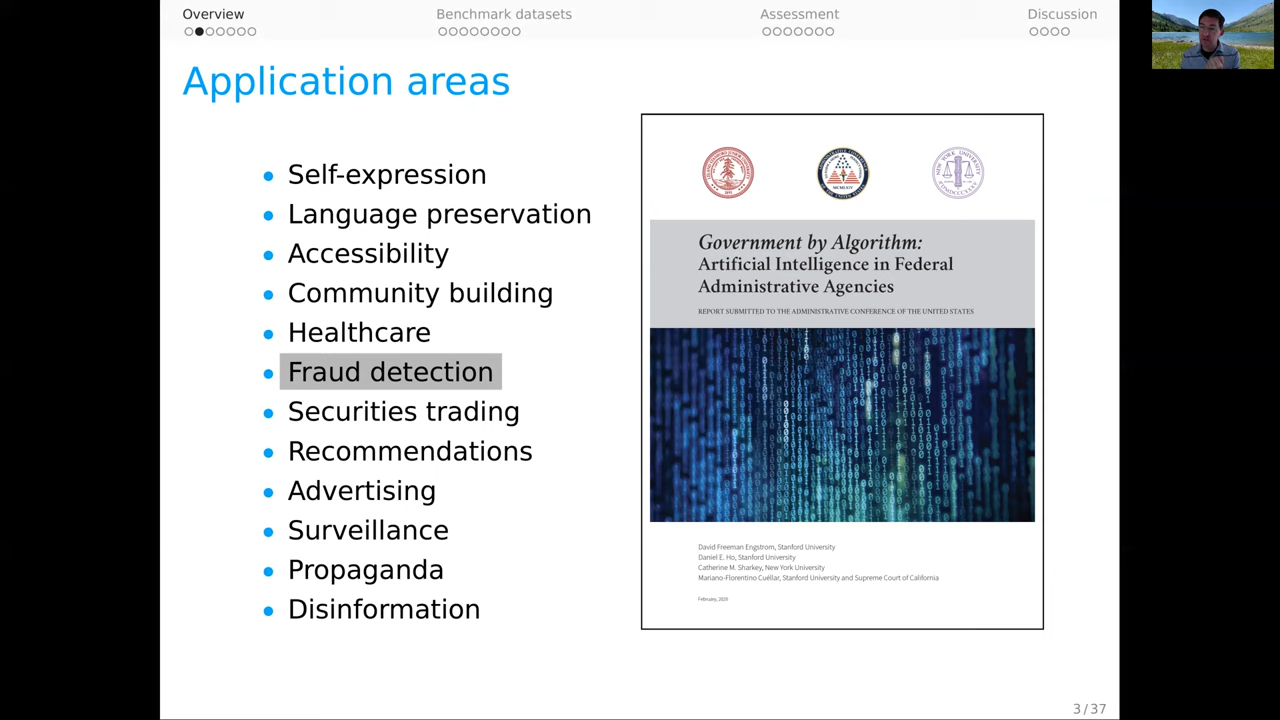 Overview
Benchmark datasets
Assessment
Discussion
Application areas
Self-expression
Language preservation
Accessibility
Community building
Healthcare
Fraud detection
Securities trading
Recommendations
Advertising
Surveillance
Propaganda
Disinformation
Government by Algorithm:
Artificial Intelligence in Federal
Administrative Agencies
REPORT SUBMITTED TO THE ADMINISTRATIVE CONFERENCE OF THE UNITED STATES
David Freeman Engstrom, Stanford University
Daniel E. Ho, Stanford University
Catherine M. Sharkey, New York University
Mariano-Florentino Cuéllar, Stanford University and Supreme Court of California
February, 2020
3/37